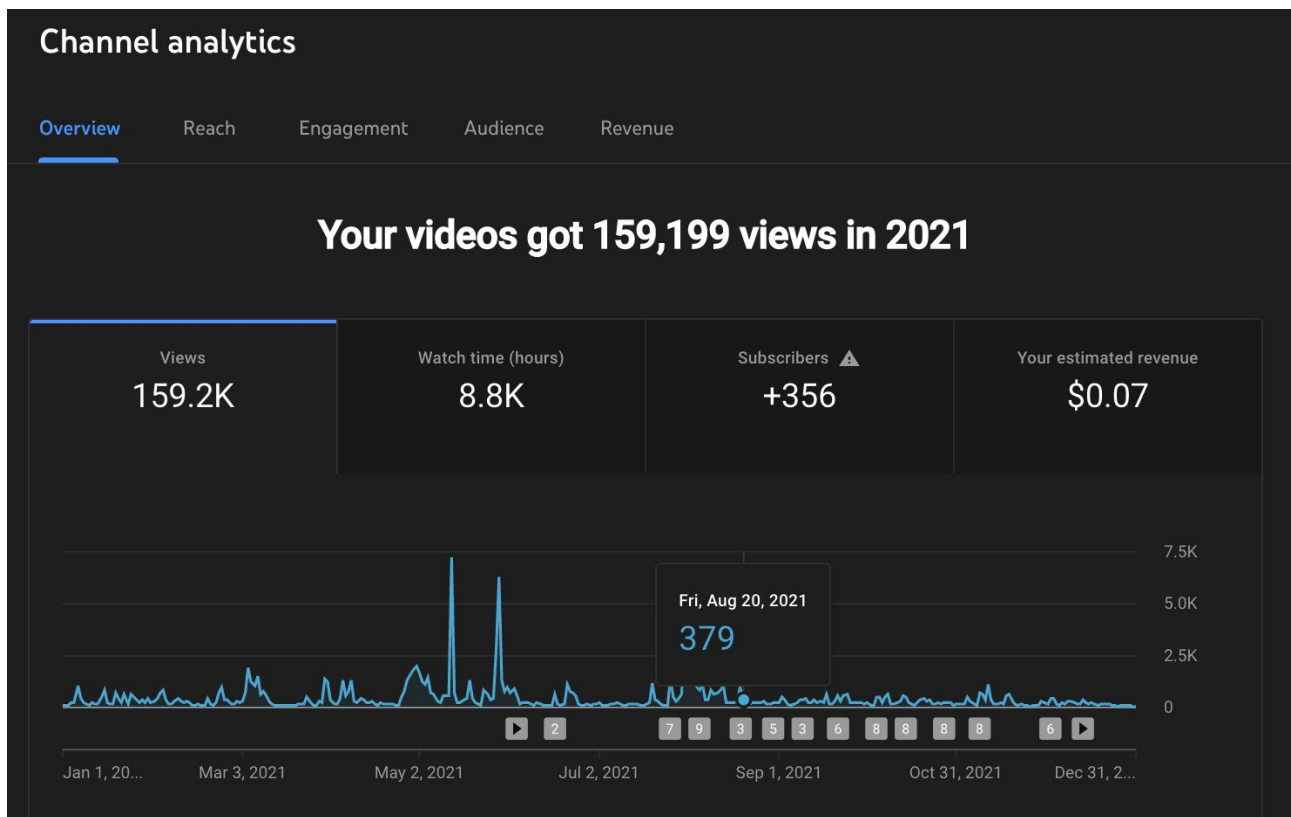 Channel analytics
Overview Reach Engagement Audience Revenue
Your videos got 159,199 views in 2021
Views Watch time (hours) Subscribers Your estimated revenue
159.2K 8.8K +356 $0.07
7.5K
Fri, Aug 20, 2021
5.0K
379
2.5K
0
2 7 9 3 5 3 6 8 8 8 8 6
Jan 1, 20... Mar 3, 2021 May 2, 2021 Jul 2, 2021 Sep 1, 2021 Oct 31, 2021 Dec 31, 2...